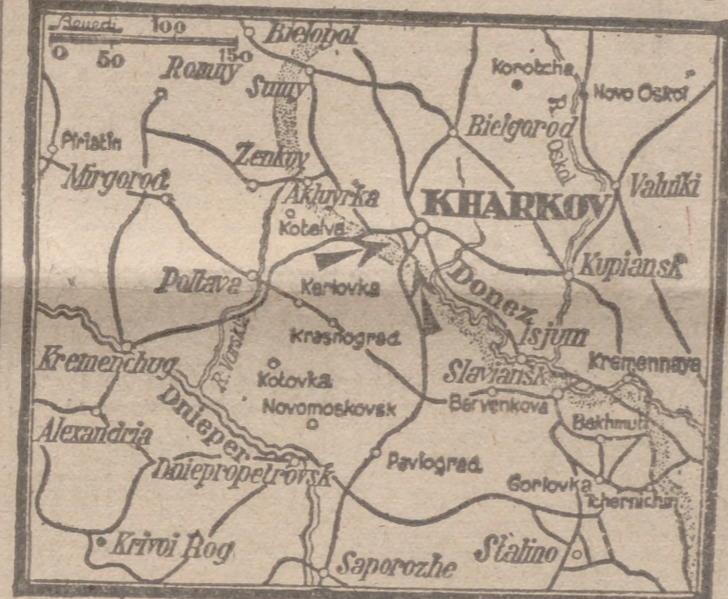 100
0 50 150
Bielopol
Romny
Sumy
Korotcha
Novo Oskol
R. Oskol
Piriatin
Bielgorod
Mirgorod
Zenkov
Akhtyrka
Valuiki
KHARKOV
Kotelva
Poltava
Karlovka
Donez
Kupiansk
Krasnograd
Isjum
Kremenchug
R. Vorskla
Kotovka
Slaviansk
Kremennaya
Dnieper
Novomoskovsk
Barvenkova
Alexandria
Bakhmut
Dniepropetrovsk
Pavlograd
Gorlovka
Tchernichin
Krivoi Rog
Saporozhe
Stalino